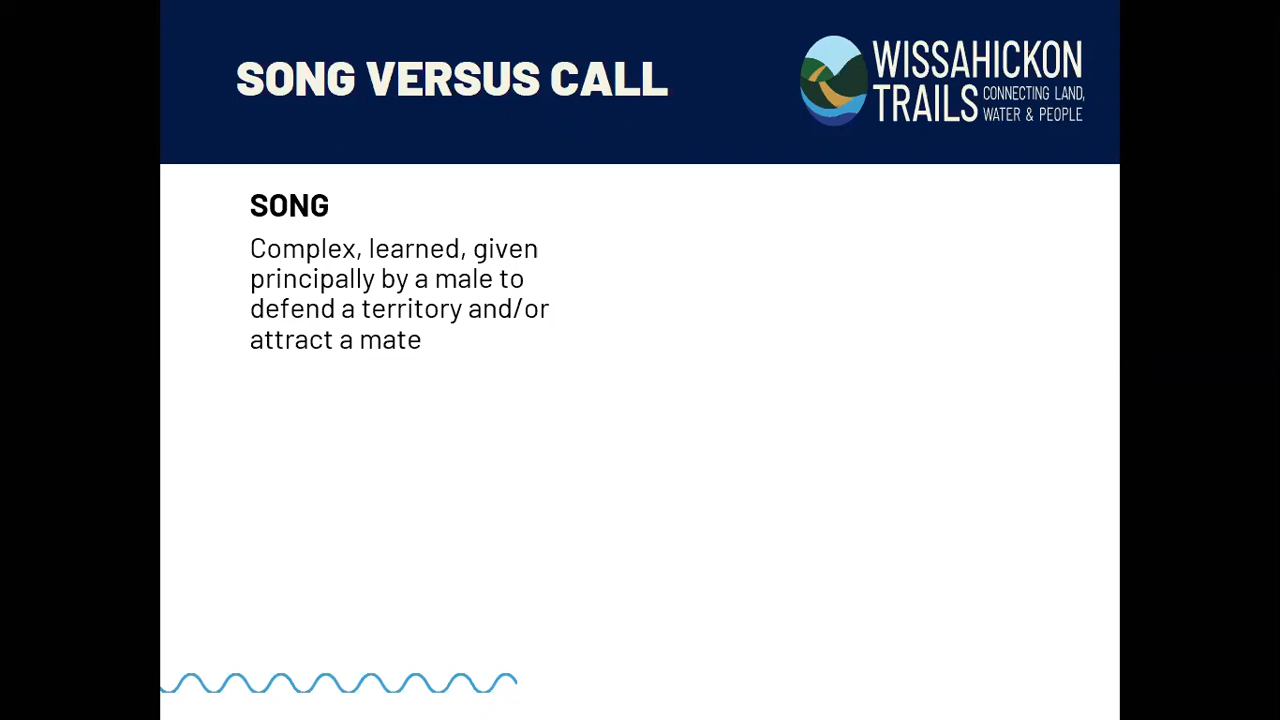 SONG VERSUS CALL
WISSAHICKON
TRAILS CONNECTING LAND,
WATER & PEOPLE
SONG
Complex, learned, given
principally by a male to
defend a territory and/or
attract a mate